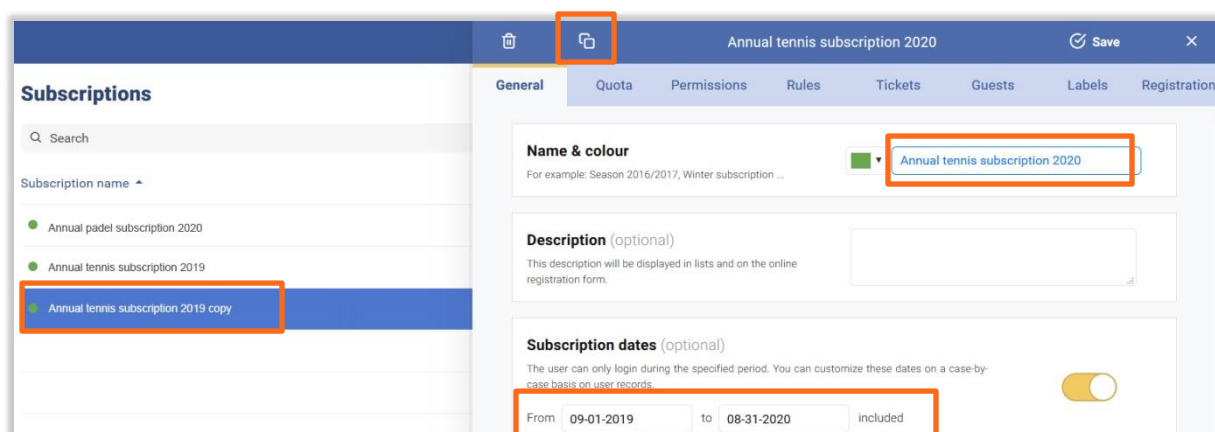 Annual tennis subscription 2020
Save
Subscriptions
General
Quota
Permissions
Rules
Tickets
Guests
Labels
Registration
Search
Name & colour
Annual tennis subscription 2020
For example: Season 2016/2017, Winter subscription ...
Subscription name
Annual padel subscription 2020
Annual tennis subscription 2019
Annual tennis subscription 2019 copy
Description (optional)
This description will be displayed in lists and on the online
registration form.
Subscription dates (optional)
The user can only login during the specified period. You can customize these dates on a case-by-
case basis on user records.
From 09-01-2019 to 08-31-2020 included